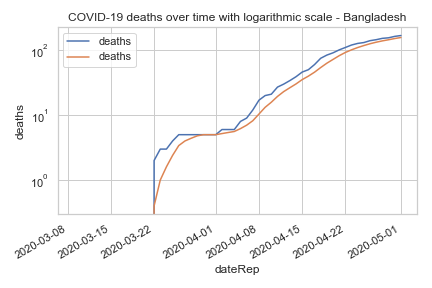 COVID-19 deaths over time with logarithmic scale - Bangladesh
deaths
deaths
deaths
10²
10¹
10⁰
2020-03-08
2020-03-15
2020-03-22
2020-04-01
2020-04-08
2020-04-15
2020-04-22
2020-05-01
dateRep